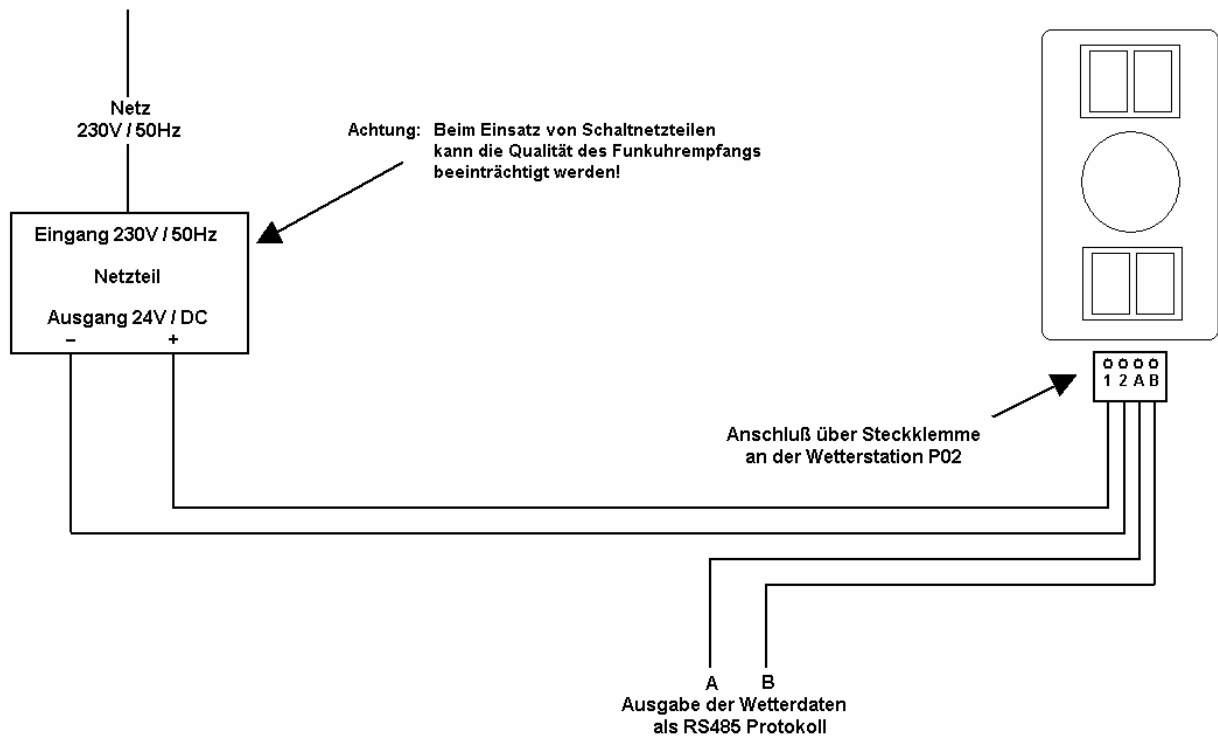 Netz
230V / 50Hz
Achtung: Beim Einsatz von Schaltnetzteilen
kann die Qualität des Funkuhrempfangs
beeinträchtigt werden!
Eingang 230V / 50Hz
Netzteil
Ausgang 24V / DC
– +
1 2 A B
Anschluß über Steckklemme
an der Wetterstation P02
A B
Ausgabe der Wetterdaten
als RS485 Protokoll